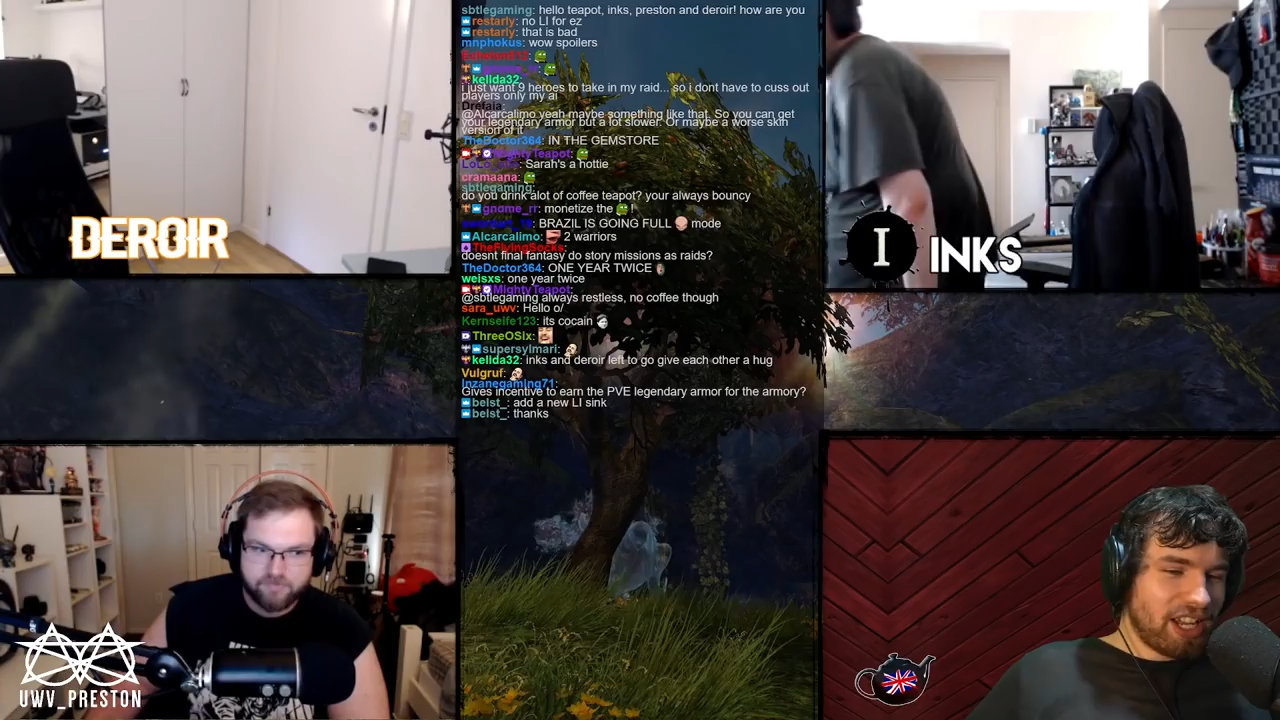 sbtlegaming: hello teapot, inks, preston and deroir! how are you
restarly: no LI for ez
restarly: that is bad
mnphokus: wow spoilers
kellda32:
i just want 9 heroes to take in my raid... so i dont have to cuss out
players only my ai
Drefaia:
@Alcarcalimo yeah maybe something like that. So you can get
your legendary armor but a lot slower. Or maybe a worse skin
version of it
TheDoctor364: IN THE GEMSTORE
MightyTeapot:
Sarah's a hottie
cramaana:
sbtlegaming:
do you drink alot of coffee teapot? your always bouncy
gnome_rr: monetize the !
BRAZIL IS GOING FULL mode
Alcarcalimo: 2 warriors
TheFlyingSocks:
doesnt final fantasy do story missions as raids?
TheDoctor364: ONE YEAR TWICE
weisxs: one year twice
MightyTeapot:
@sbtlegaming always restless, no coffee though
sara_uwv: Hello o/
Kernselfe123: its cocain
ThreeOSix:
supersylmari:
kellda32: inks and deroir left to go give each other a hug
Vulgruf:
Inzanegaming71:
Gives incentive to earn the PVE legendary armor for the armory?
belst_: add a new LI sink
belst_: thanks
DEROIR
I INKS
UWV_PRESTON